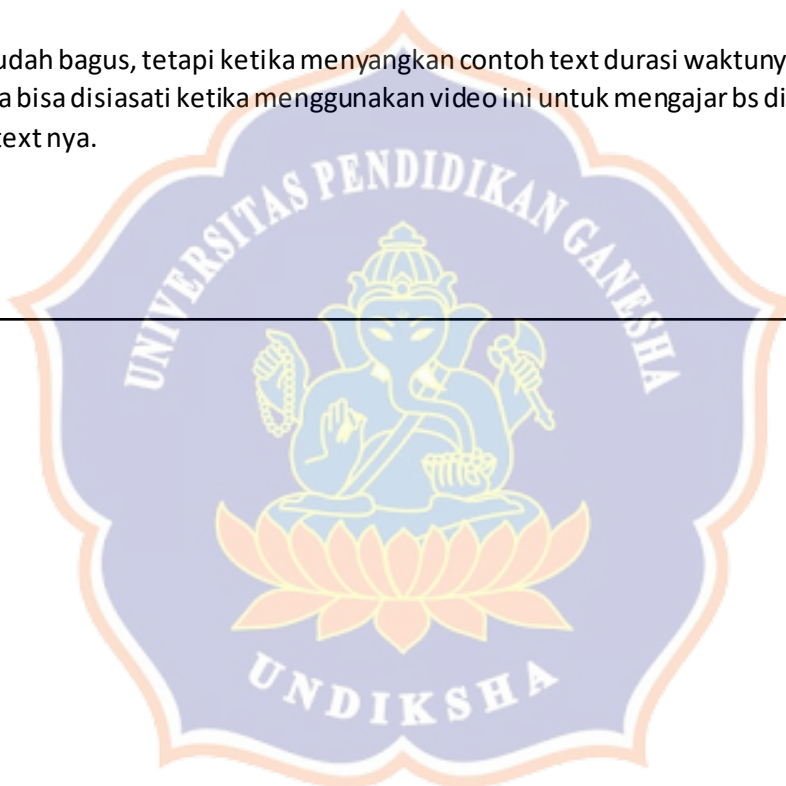 udah bagus, tetapi ketika menyangkan contoh text durasi waktuny
a bisa disiasati ketika menggunakan video ini untuk mengajar bs di
text nya.
UNIVERSITAS PENDIDIKAN GANESHA
UNDIKSHA